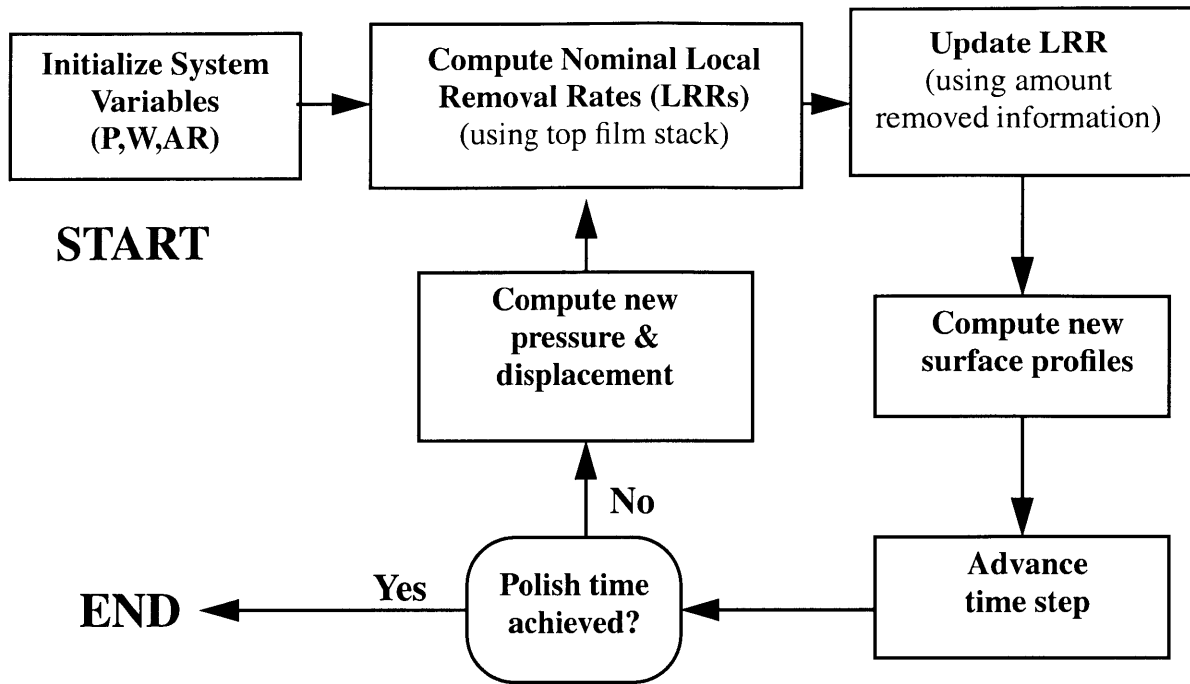 Initialize System
Variables
(P,W,AR)
Compute Nominal Local
Removal Rates (LRRs)
(using top film stack)
Update LRR
(using amount
removed information)
START
Compute new
pressure &
displacement
Compute new
surface profiles
No
Advance
time step
Polish time
achieved?
Yes
END